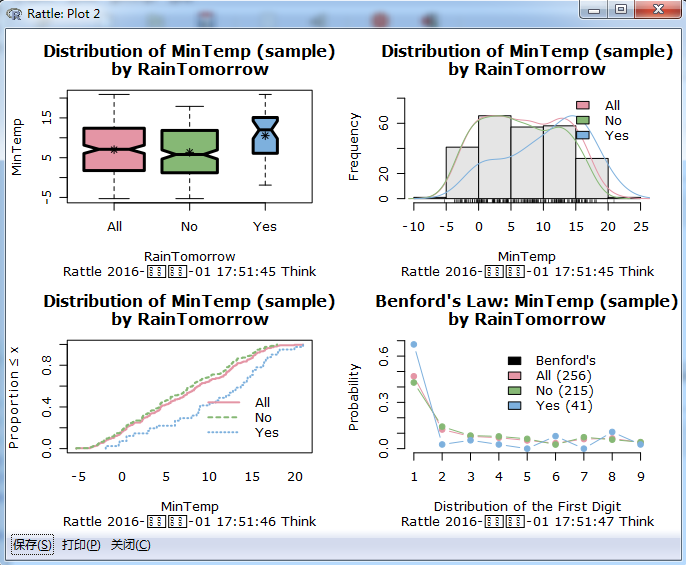 Rattle: Plot 2
Distribution of MinTemp (sample)
by RainTomorrow
MinTemp
-5 5 15
All No Yes
RainTomorrow
Rattle 2016- -01 17:51:45 Think
Distribution of MinTemp (sample)
by RainTomorrow
Frequency
0 20 60
All
No
Yes
-10 -5 0 5 10 15 20 25
MinTemp
Rattle 2016- -01 17:51:45 Think
Distribution of MinTemp (sample)
by RainTomorrow
Proportion ≤ x
0.0 0.4 0.8
All
No
Yes
-5 0 5 10 15 20
MinTemp
Rattle 2016- -01 17:51:46 Think
Benford's Law: MinTemp (sample)
by RainTomorrow
Probability
0.0 0.3 0.6
Benford's
All (256)
No (215)
Yes (41)
1 2 3 4 5 6 7 8 9
Distribution of the First Digit
Rattle 2016- -01 17:51:47 Think
保存(S) 打印(P) 关闭(C)